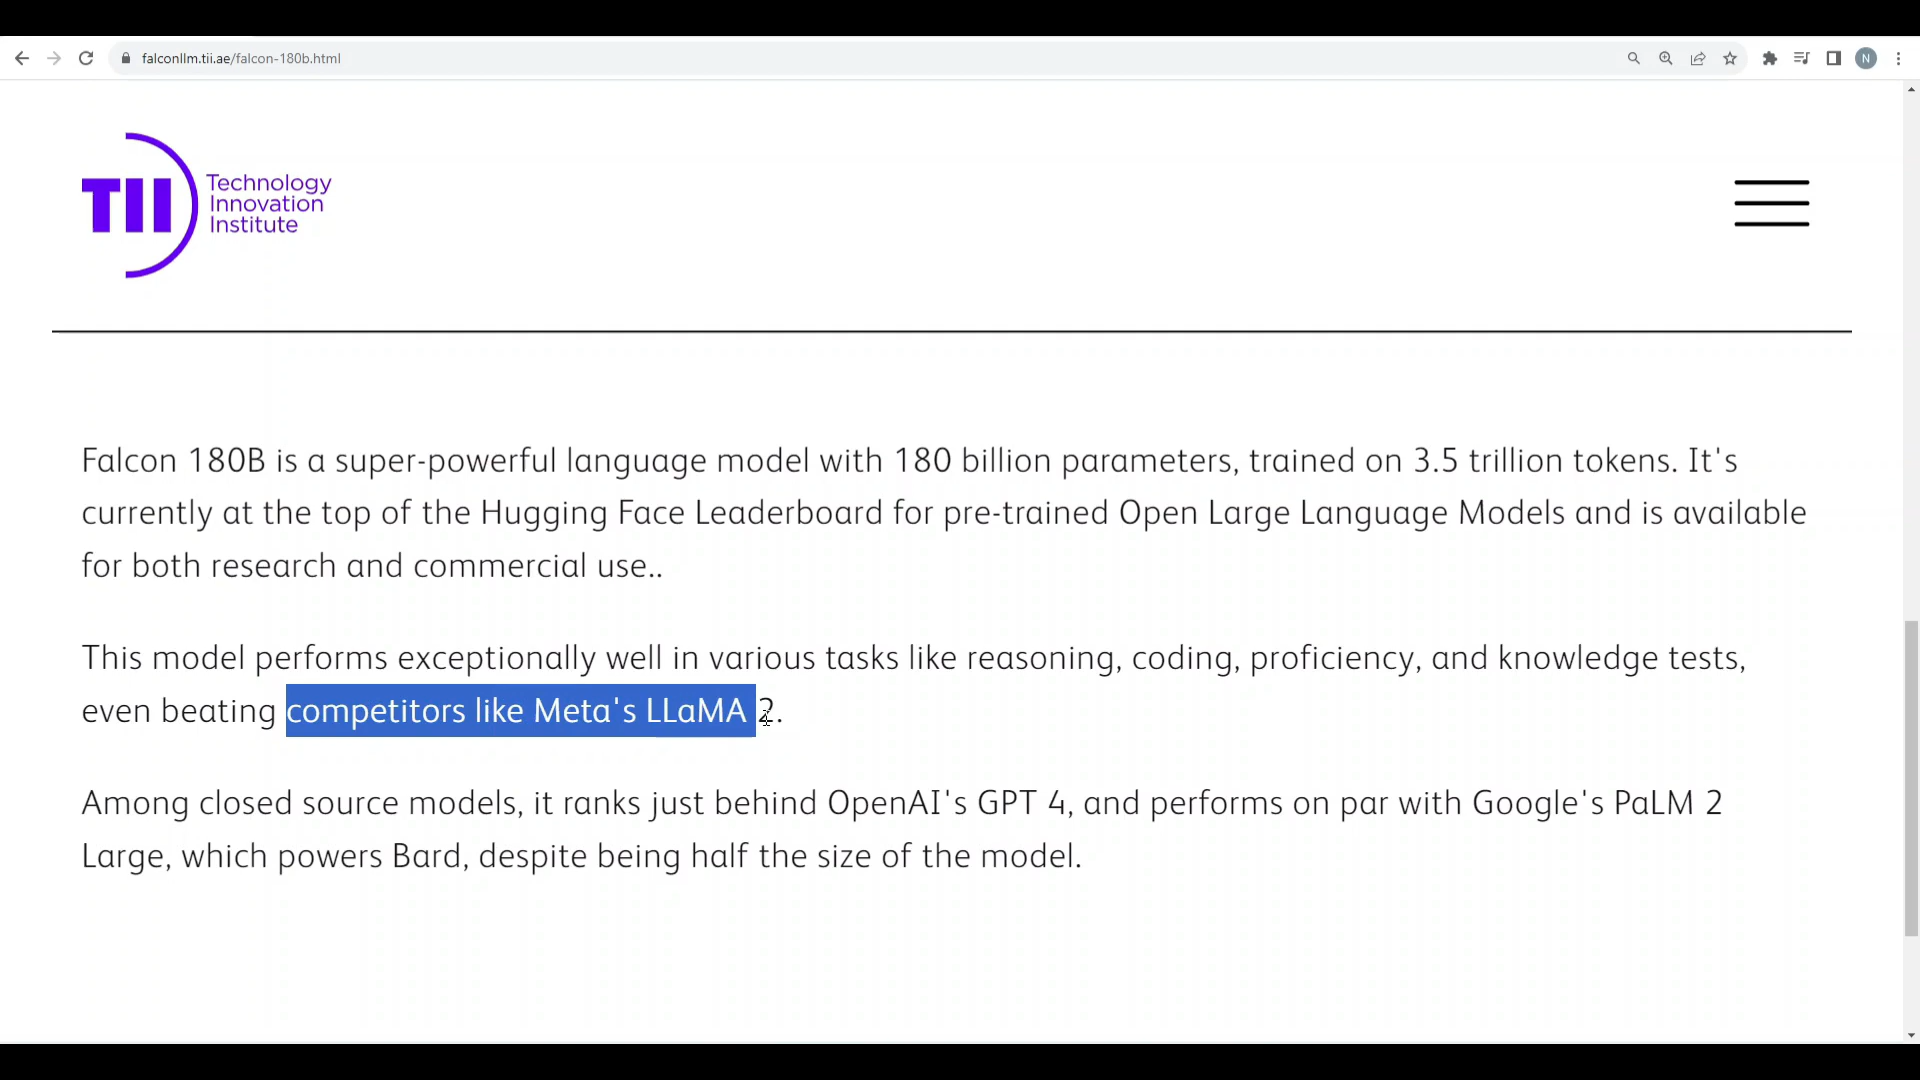 falconllm.tii.ae/falcon-180b.html
N
TII
Technology
Innovation
Institute
Falcon 180B is a super-powerful language model with 180 billion parameters, trained on 3.5 trillion tokens. It's
currently at the top of the Hugging Face Leaderboard for pre-trained Open Large Language Models and is available
for both research and commercial use..
This model performs exceptionally well in various tasks like reasoning, coding, proficiency, and knowledge tests,
even beating competitors like Meta's LLaMA 2.
Among closed source models, it ranks just behind OpenAI's GPT 4, and performs on par with Google's PaLM 2
Large, which powers Bard, despite being half the size of the model.